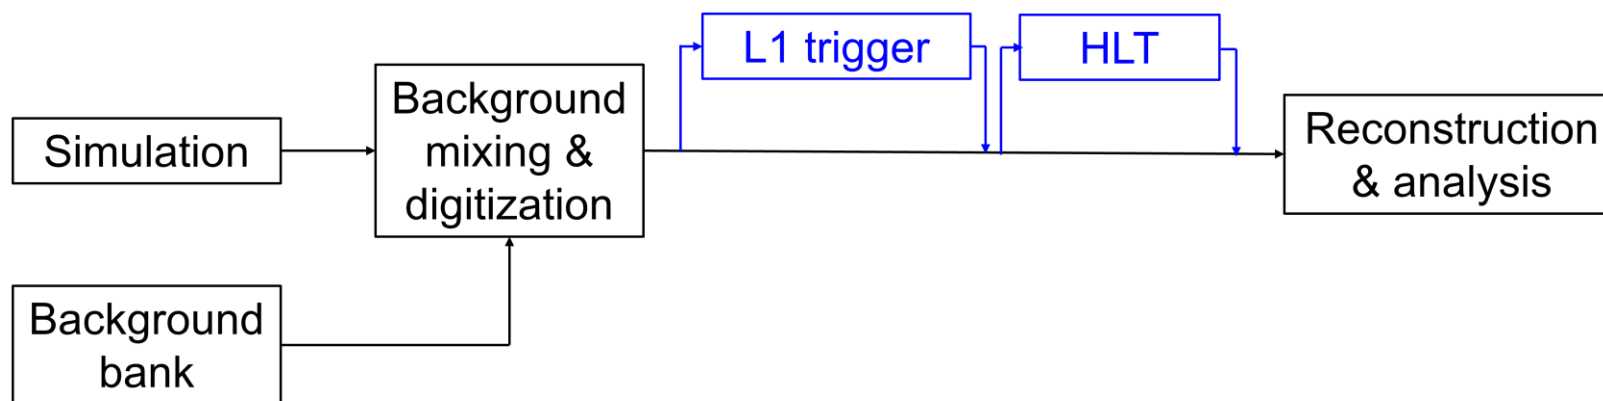 L1 trigger
HLT
Background
mixing &
digitization
Simulation
Reconstruction
& analysis
Background
bank